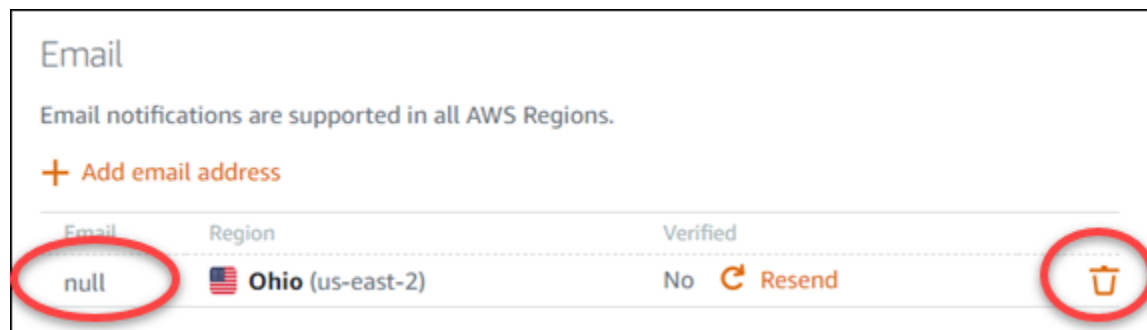 Email
Email notifications are supported in all AWS Regions.
+ Add email address
Email Region Verified
null Ohio (us-east-2) No Resend